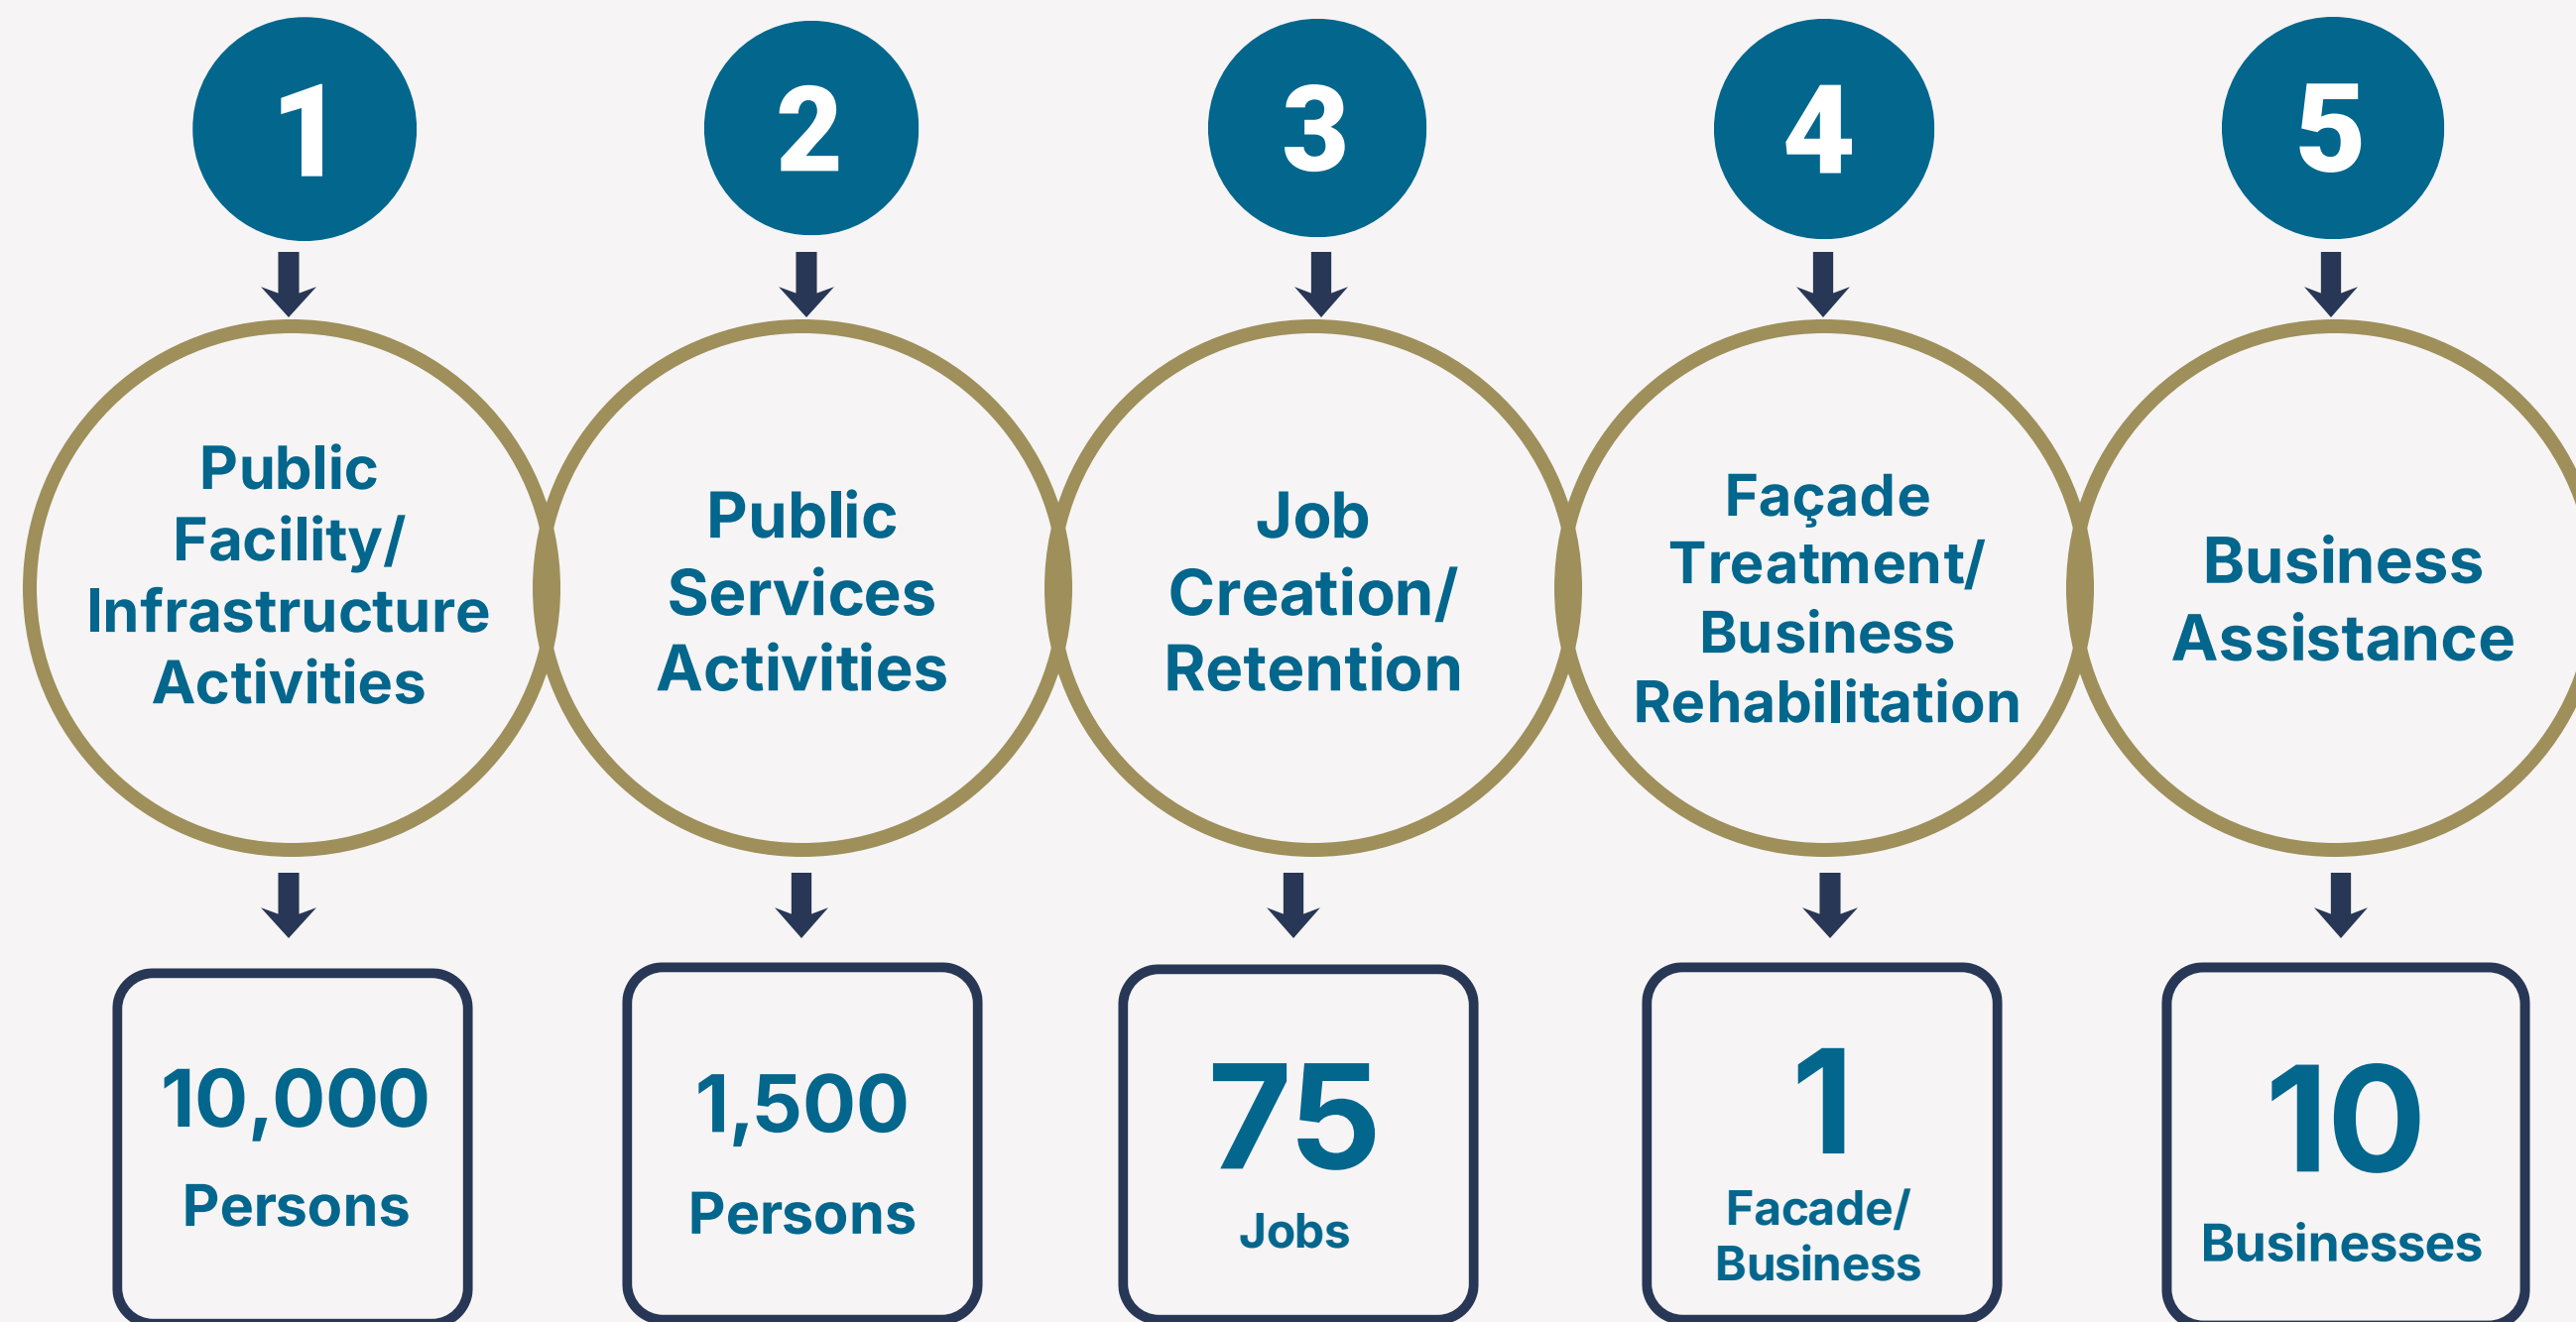 1
2
3
4
5
Public
Facility/
Infrastructure
Activities
Public
Services
Activities
Job
Creation/
Retention
Façade
Treatment/
Business
Rehabilitation
Business
Assistance
10,000
Persons
1,500
Persons
75
Jobs
1
Facade/
Business
10
Businesses